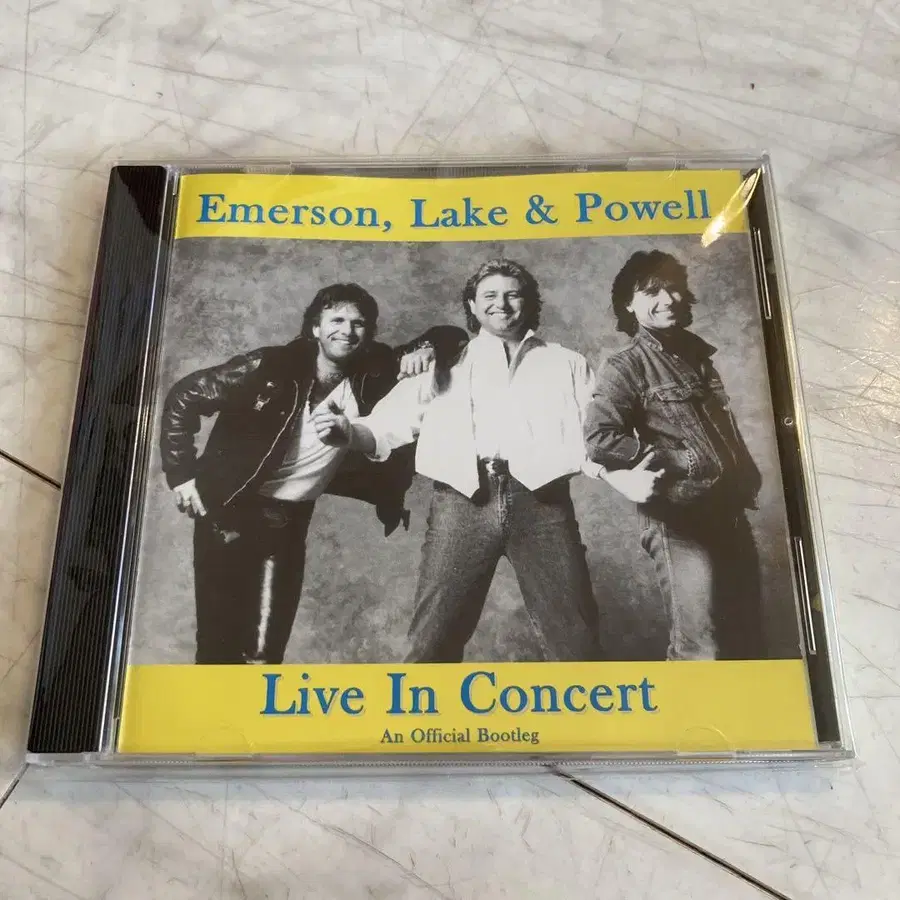 Emerson, Lake & Powell
Live In Concert
An Official Bootleg